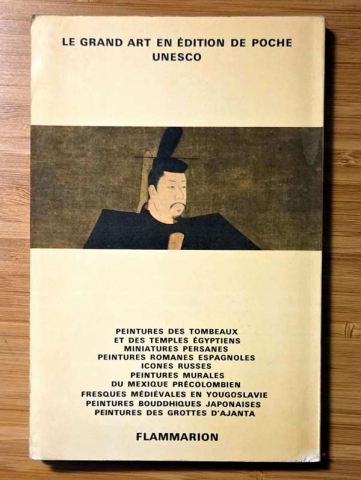 LE GRAND ART EN ÉDITION DE POCHE
UNESCO
PEINTURES DES TOMBEAUX
ET DES TEMPLES ÉGYPTIENS
MINIATURES PERSANES
PEINTURES ROMANES ESPAGNOLES
ICONES RUSSES
PEINTURES MURALES
DU MEXIQUE PRÉCOLOMBIEN
FRESQUES MÉDIÉVALES EN YOUGOSLAVIE
PEINTURES BOUDDHIQUES JAPONAISES
PEINTURES DES GROTTES D'AJANTA
FLAMMARION